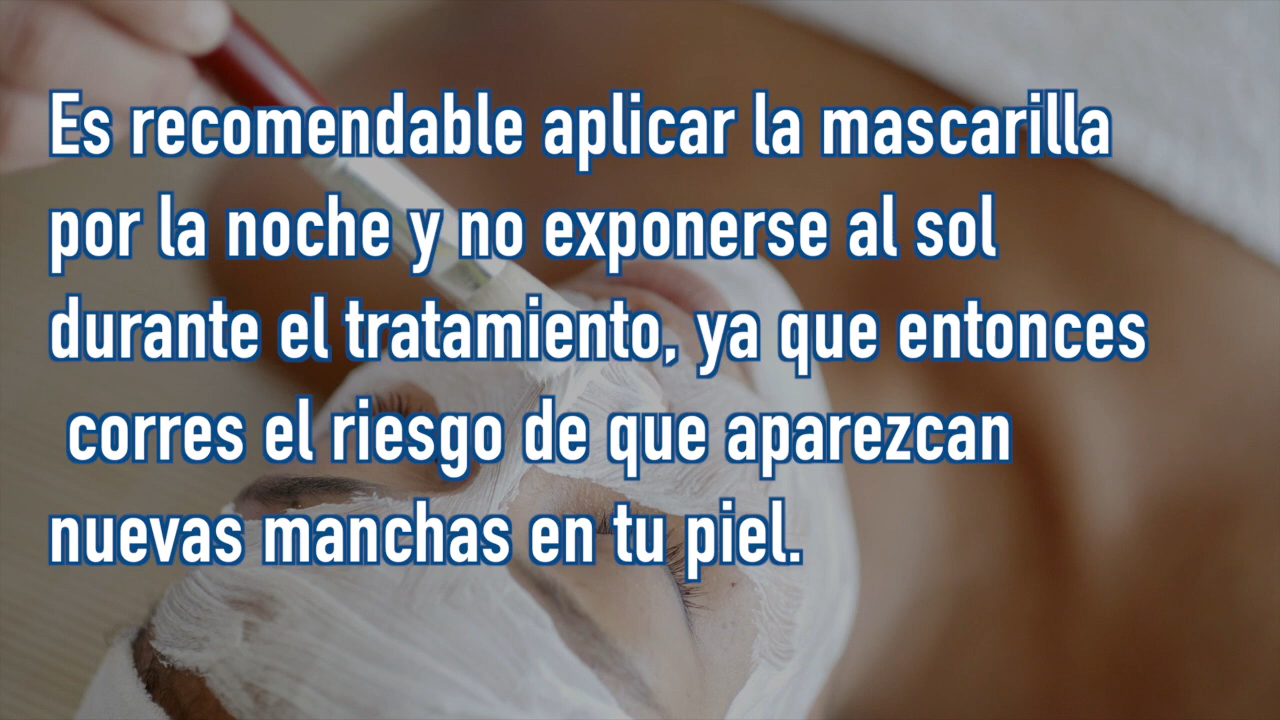 Es recomendable aplicar la mascarilla
por la noche y no exponerse al sol
durante el tratamiento, ya que entonces
corres el riesgo de que aparezcan
nuevas manchas en tu piel.